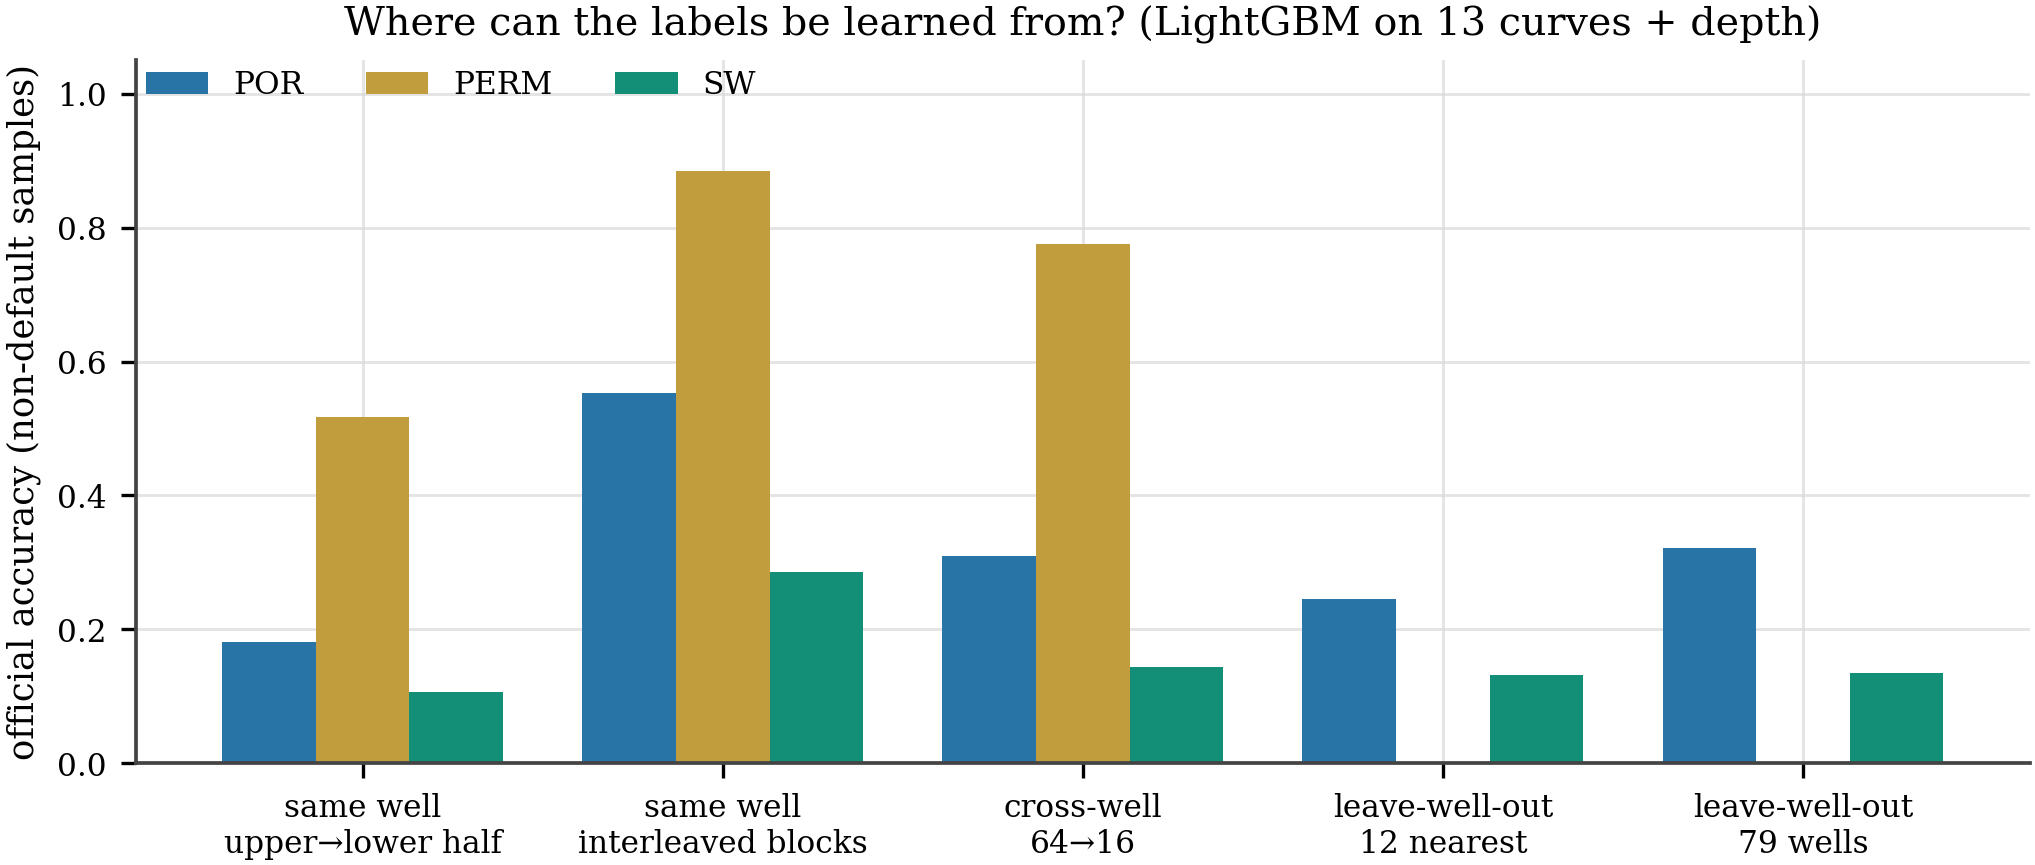 Where can the labels be learned from? (LightGBM on 13 curves + depth)
POR PERM SW
official accuracy (non-default samples)
1.0
0.8
0.6
0.4
0.2
0.0
same well
upper→lower half
same well
interleaved blocks
cross-well
64→16
leave-well-out
12 nearest
leave-well-out
79 wells